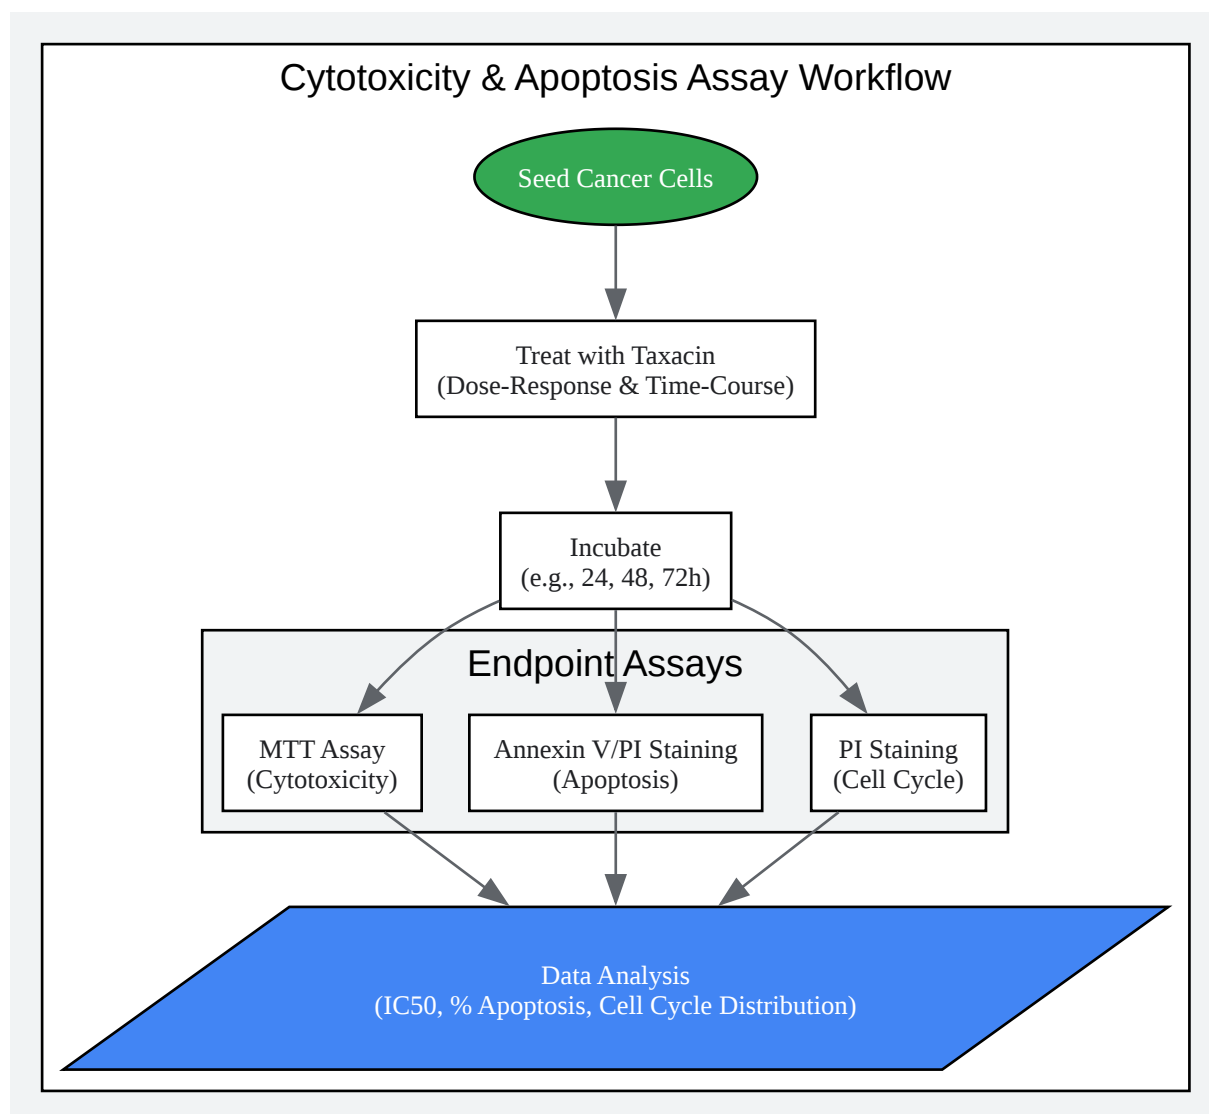 Cytotoxicity & Apoptosis Assay Workflow
Seed Cancer Cells
Treat with Taxacin
(Dose-Response & Time-Course)
Incubate
(e.g., 24, 48, 72h)
Endpoint Assays
MTT Assay
(Cytotoxicity)
Annexin V/PI Staining
(Apoptosis)
PI Staining
(Cell Cycle)
Data Analysis
(IC50, % Apoptosis, Cell Cycle Distribution)